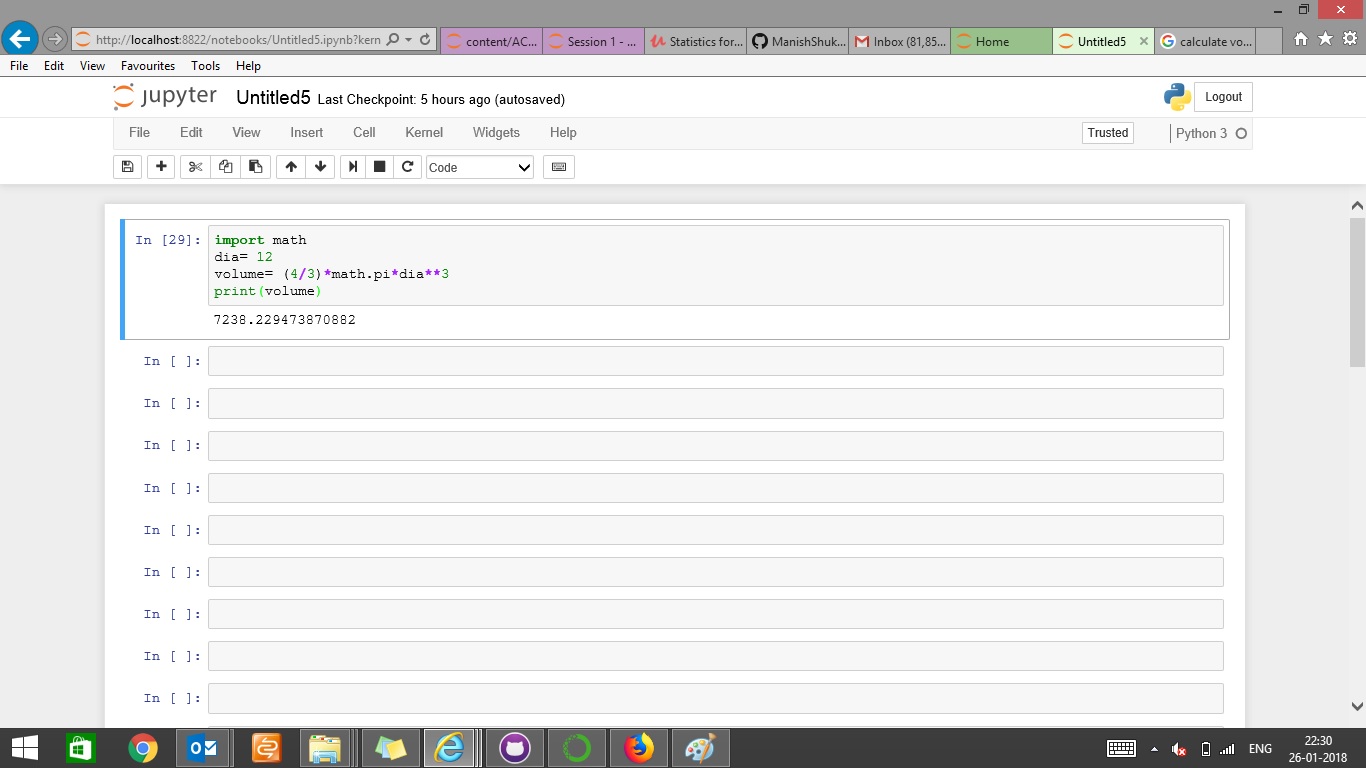 http://localhost:8822/notebooks/Untitled5.ipynb?kern
content/AC...
Session 1 - ...
Statistics for...
ManishShuk...
Inbox (81,85...
Home
Untitled5
calculate vo...
File Edit View Favourites Tools Help
jupyter Untitled5 Last Checkpoint: 5 hours ago (autosaved)
Logout
File Edit View Insert Cell Kernel Widgets Help
Trusted
Python 3
Code
In [29]:
import math
dia= 12
volume= (4/3)*math.pi*dia**3
print(volume)
7238.229473870882
In [ ]:
In [ ]:
In [ ]:
In [ ]:
In [ ]:
In [ ]:
In [ ]:
In [ ]:
In [ ]:
ENG
22:30
26-01-2018